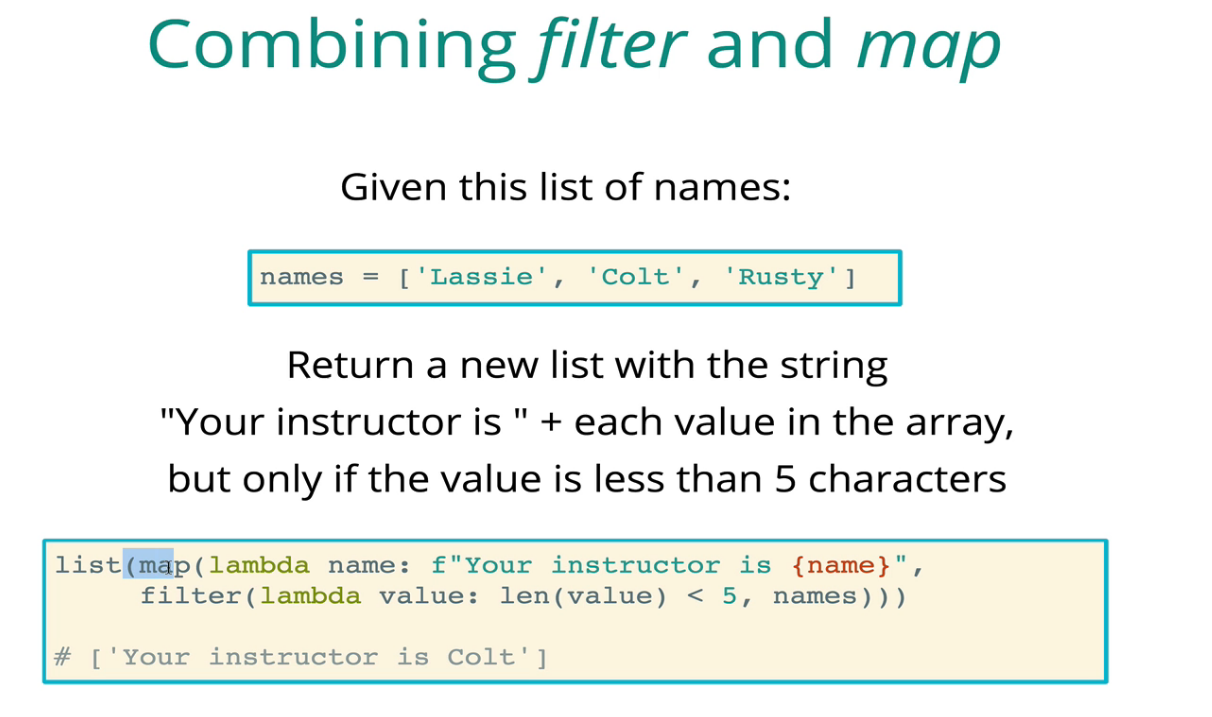 Combining filter and map
Given this list of names:
names = ['Lassie', 'Colt', 'Rusty']
Return a new list with the string
"Your instructor is " + each value in the array,
but only if the value is less than 5 characters
list(map(lambda name: f"Your instructor is {name}",
filter(lambda value: len(value) < 5, names)))
# ['Your instructor is Colt']